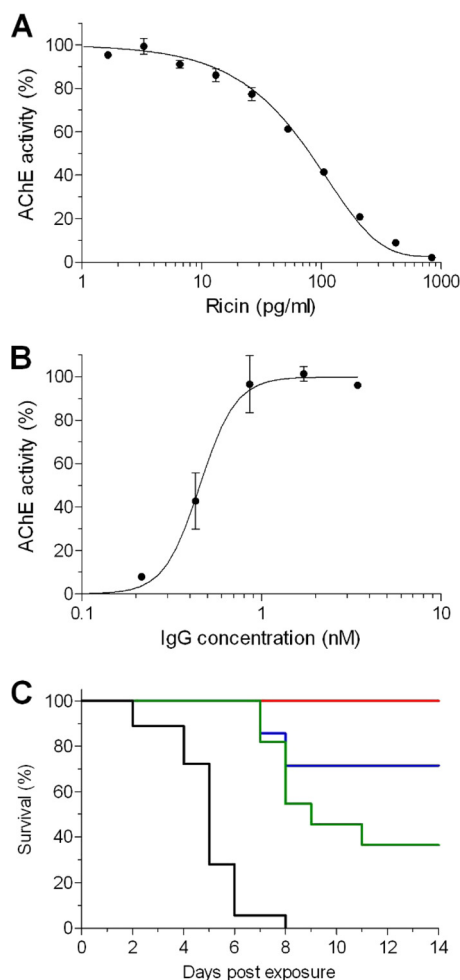 A
AChE activity (%)
100
80
60
40
20
0
1 10 100 1000
Ricin (pg/ml)
B
AChE activity (%)
100
80
60
40
20
0
0.1 1 10
IgG concentration (nM)
C
Survival (%)
100
80
60
40
20
0
0 2 4 6 8 10 12 14
Days post exposure